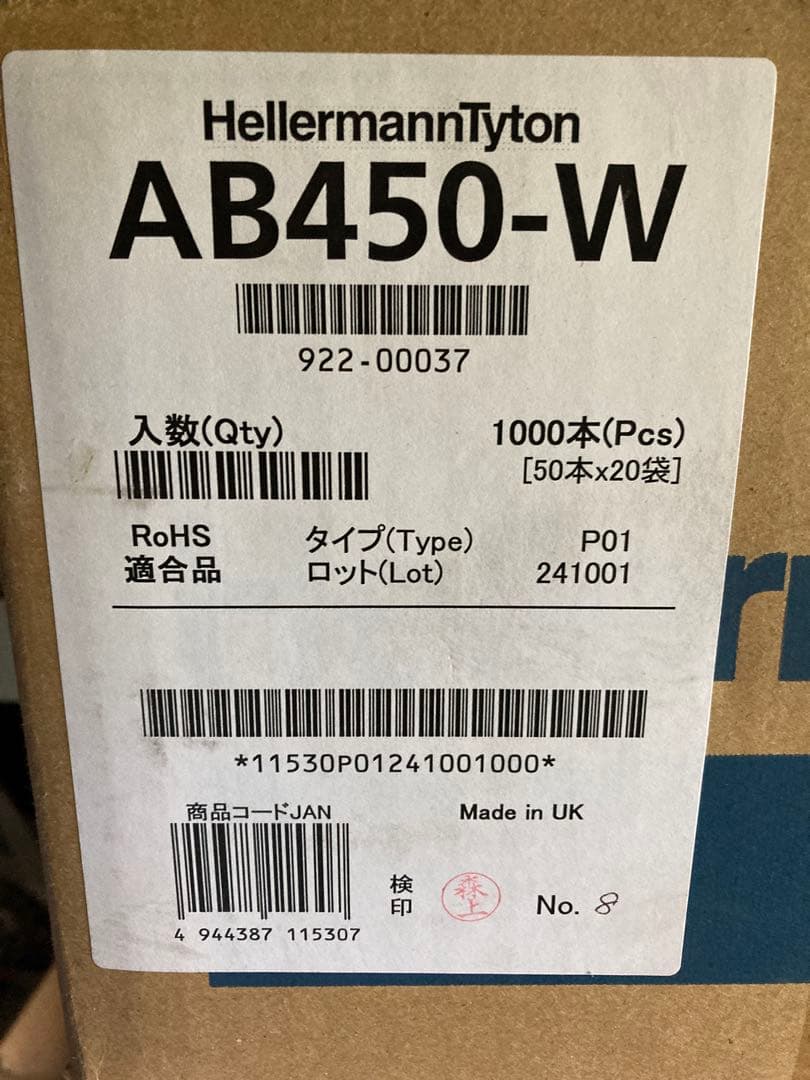 HellermannTyton
AB450-W
922-00037
入数(Qty) 1000本(Pcs)
[50本x20袋]
RoHS タイプ(Type) P01
適合品 ロット(Lot) 241001
*11530P01241001000*
商品コードJAN Made in UK
検印 森上 No. 8
4 944387 115307